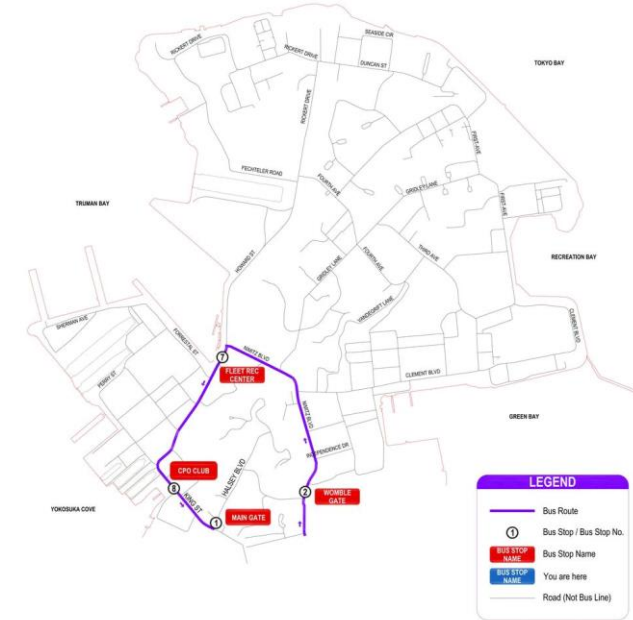 SEASIDE CIR
RICKERT DRIVE
RICKERT DRIVE
DUNCAN ST
TOKYO BAY
RICKERT DRIVE
FIRST AVE
FECHTELER ROAD
FOURTH AVE
GRIDLEY LANE
FIRST AVE
TRUMAN BAY
HOWARD ST
GRIDLEY LANE
FOURTH AVE
THIRD AVE
RECREATION BAY
VANDEGRIFT LANE
SHERMAN AVE
FORRESTAL ST
CLEMENT BLVD
NIMITZ BLVD
7
FLEET REC
CENTER
PERRY ST
CLEMENT BLVD
NIMITZ BLVD
GREEN BAY
INDEPENDENCE DR
CPO CLUB
HALSEY BLVD
8
KING ST
2
WOMBLE
GATE
YOKOSUKA COVE
1
MAIN GATE
LEGEND
Bus Route
1
Bus Stop / Bus Stop No.
BUS STOP
NAME
Bus Stop Name
BUS STOP
NAME
You are here
Road (Not Bus Line)